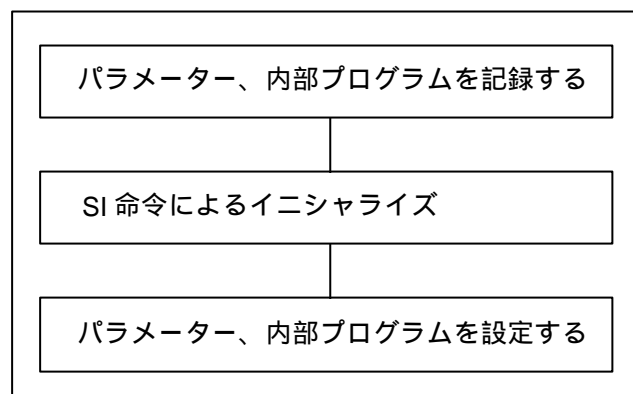 パラメーター、内部プログラムを記録する
SI 命令によるイニシャライズ
パラメーター、内部プログラムを設定する